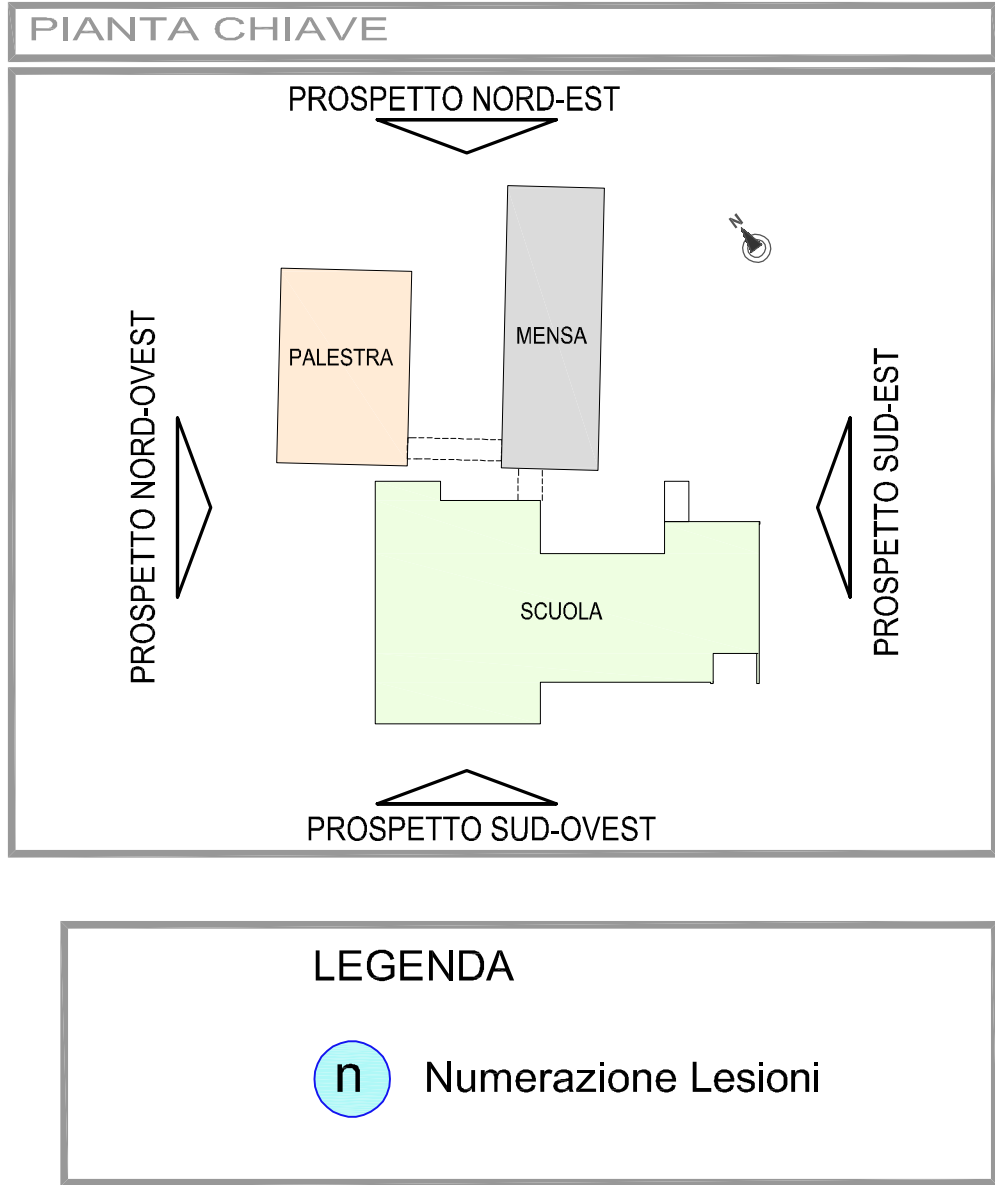 PIANTA CHIAVE
PROSPETTO NORD-EST
N
MENSA
PALESTRA
PROSPETTO NORD-OVEST
PROSPETTO SUD-EST
SCUOLA
PROSPETTO SUD-OVEST
LEGENDA
n Numerazione Lesioni